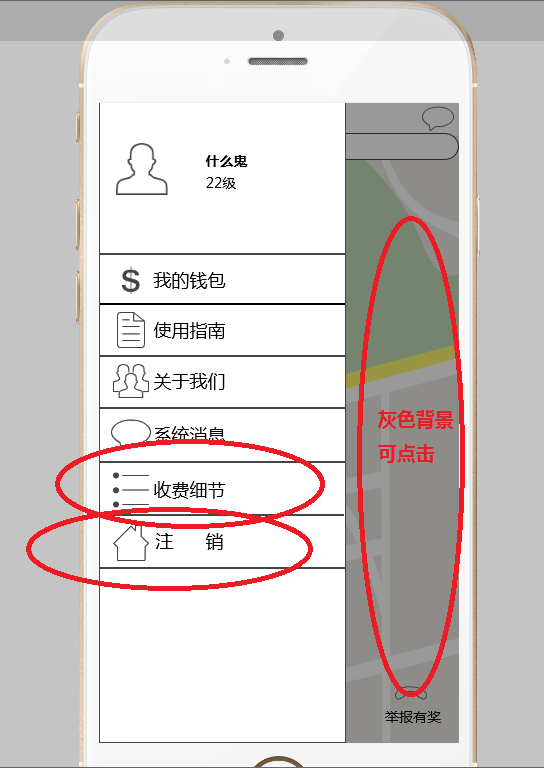 什么鬼
22级
$ 我的钱包
使用指南
关于我们
系统消息
收费细节
注 销
灰色背景
可点击
举报有奖